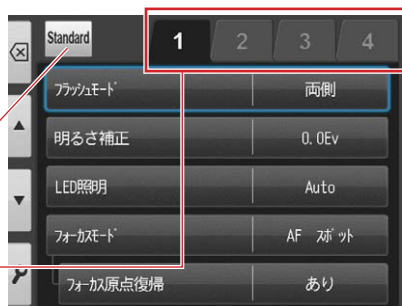 Standard 1 2 3 4
フラッシュモード 両側
明るさ補正 0.0Ev
LED照明 Auto
フォーカスモード AF スポット
フォーカス原点復帰 あり